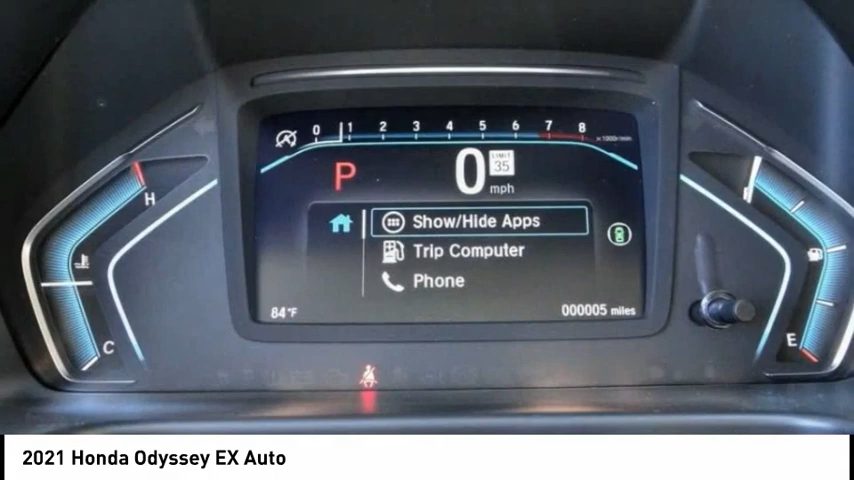 0 1 2 3 4 5 6 7 8 x 1000r/min
P 0 mph LIMIT 35
Show/Hide Apps
Trip Computer
Phone
84°F 000005 miles
H
C
E
2021 Honda Odyssey EX Auto